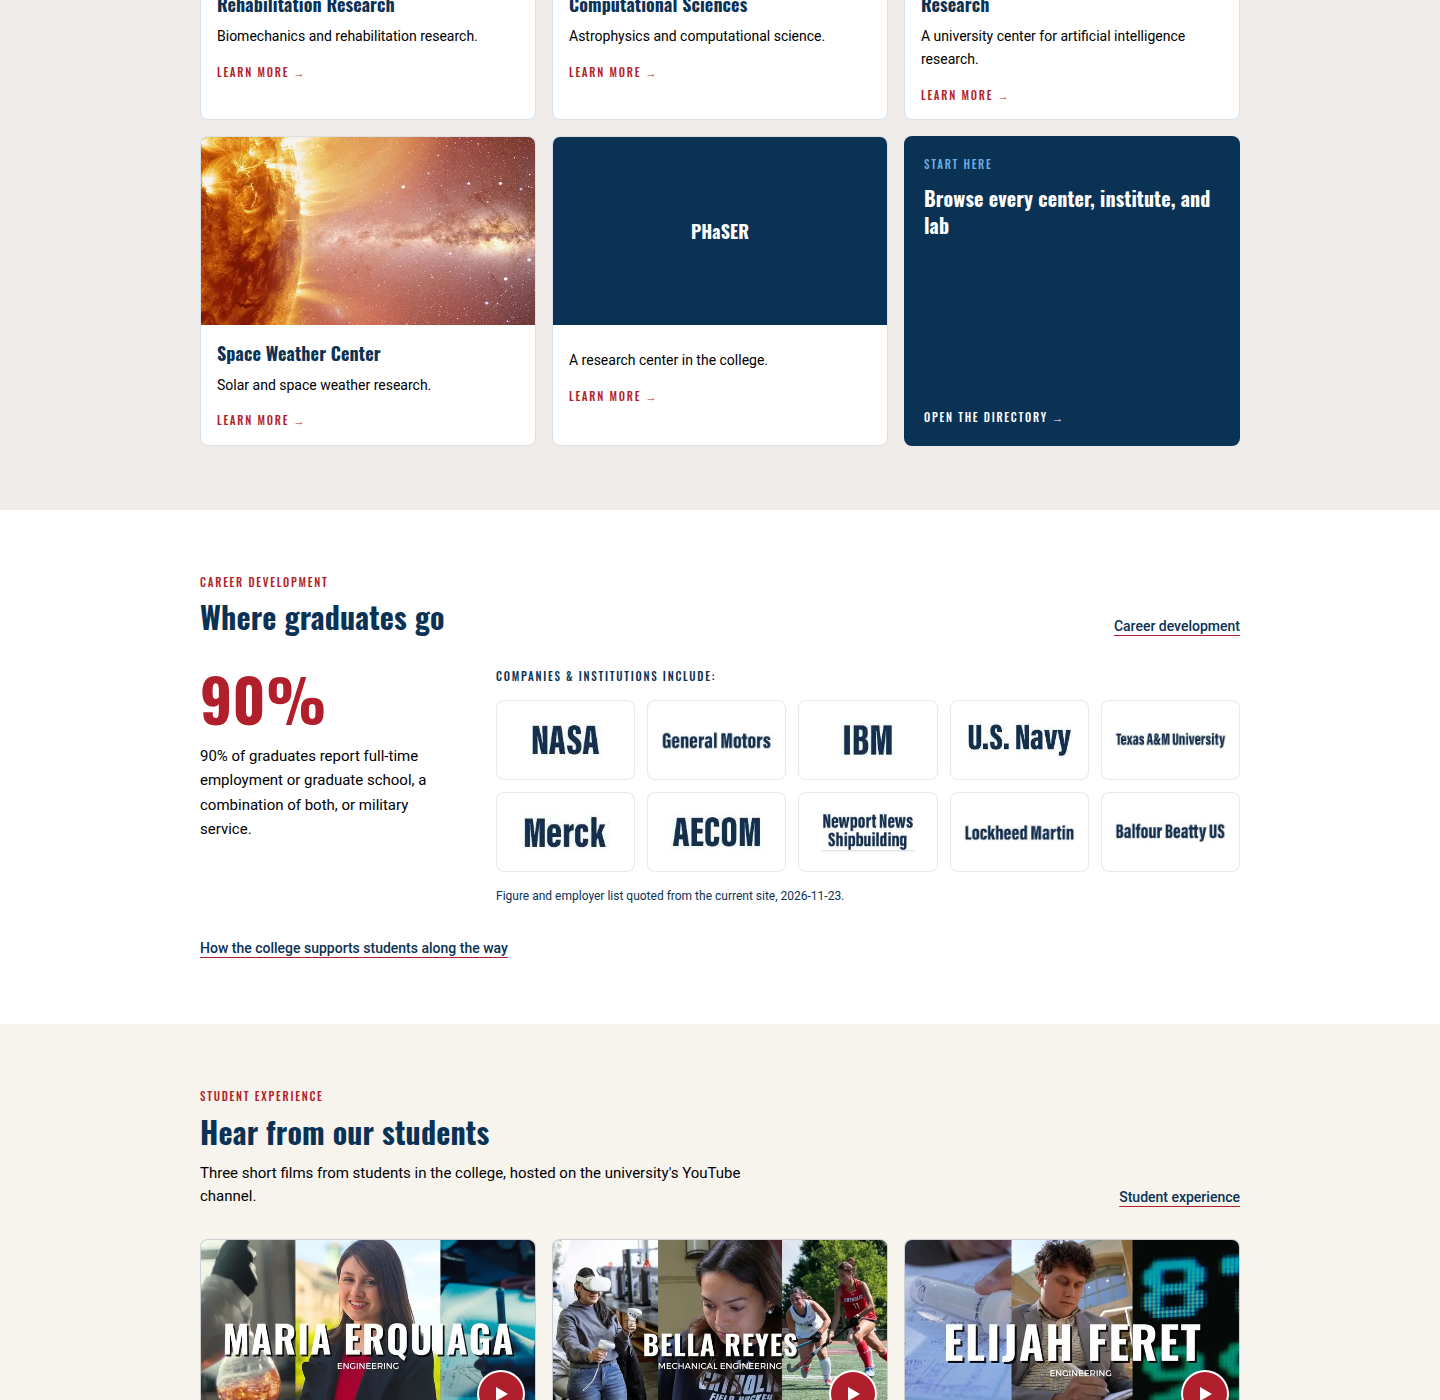 Rehabilitation Research
Biomechanics and rehabilitation research.
LEARN MORE →
Computational Sciences
Astrophysics and computational science.
LEARN MORE →
Research
A university center for artificial intelligence
research.
LEARN MORE →
Space Weather Center
Solar and space weather research.
LEARN MORE →
PHaSER
A research center in the college.
LEARN MORE →
START HERE
Browse every center, institute, and
lab
OPEN THE DIRECTORY →
CAREER DEVELOPMENT
Where graduates go
Career development
90%
90% of graduates report full-time
employment or graduate school, a
combination of both, or military
service.
COMPANIES & INSTITUTIONS INCLUDE:
NASA
General Motors
IBM
U.S. Navy
Texas A&M University
Merck
AECOM
Newport News
Shipbuilding
Lockheed Martin
Balfour Beatty US
Figure and employer list quoted from the current site, 2026-11-23.
How the college supports students along the way
STUDENT EXPERIENCE
Hear from our students
Three short films from students in the college, hosted on the university's YouTube
channel.
Student experience
MARIA ERQUIAGA
ENGINEERING
BELLA REYES
MECHANICAL ENGINEERING
CATHOLIC
FIELD HOCKEY
ELIJAH FERET
ENGINEERING